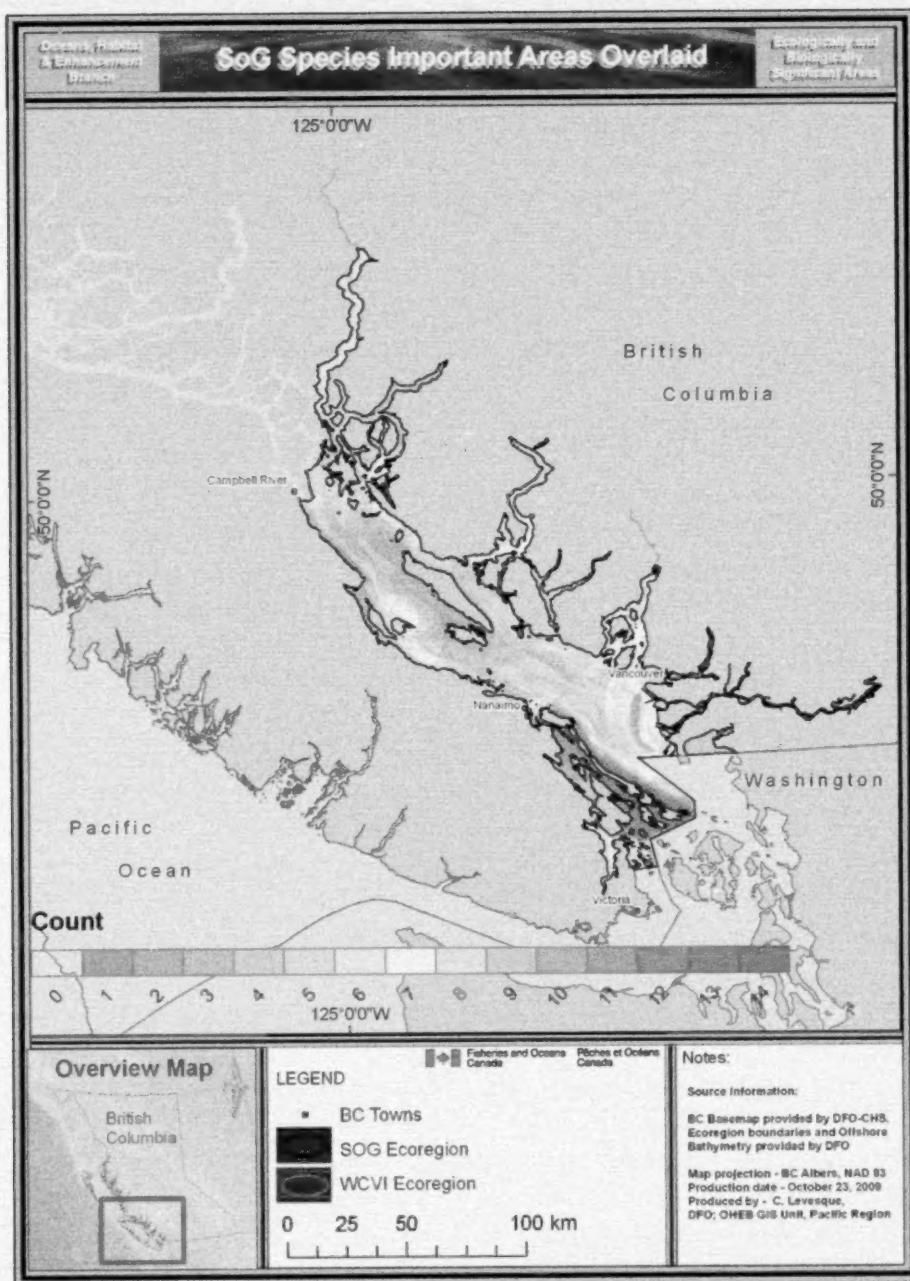 Oceans, Habitat
& Enhancement
Branch
SoG Species Important Areas Overlaid
Ecologically and
Biologically
Significant Areas
125°0'0"W
British
Columbia
50°0'0"N
50°0'0"N
Campbell River
Vancouver
Nanaimo
Washington
Pacific
Ocean
Victoria
Count
0 1 2 3 4 5 6 7 8 9 10 11 12 13 14
125°0'0"W
Overview Map
British
Columbia
Fisheries and Oceans
Canada
Pêches et Océans
Canada
LEGEND
BC Towns
SOG Ecoregion
WCVI Ecoregion
0 25 50 100 km
Notes:
Source Information:
BC Basemap provided by DFO-CHS,
Ecoregion boundaries and Offshore
Bathymetry provided by DFO
Map projection - BC Albers, NAD 83
Production date - October 23, 2009
Produced by - C. Levesque,
DFO; OHEB GIS Unit, Pacific Region